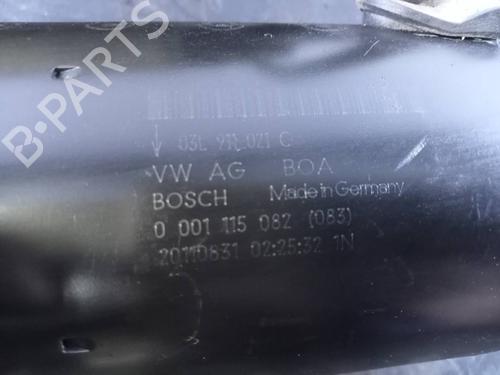 03L 911 021 C
VW AG BOA
BOSCH Made in Germany
0 001 115 082 (083)
20110831 02:25:32 1N
B-PARTS